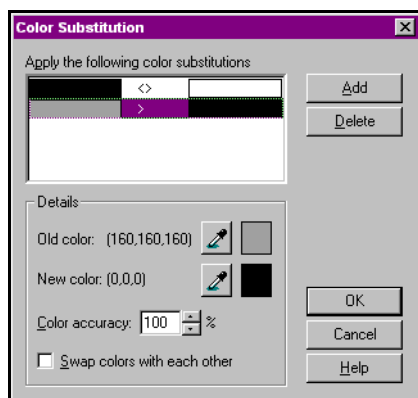 Color Substitution
Apply the following color substitutions
<>
>
Add
Delete
Details
Old color: (160,160,160)
New color: (0,0,0)
Color accuracy: 100 %
Swap colors with each other
OK
Cancel
Help